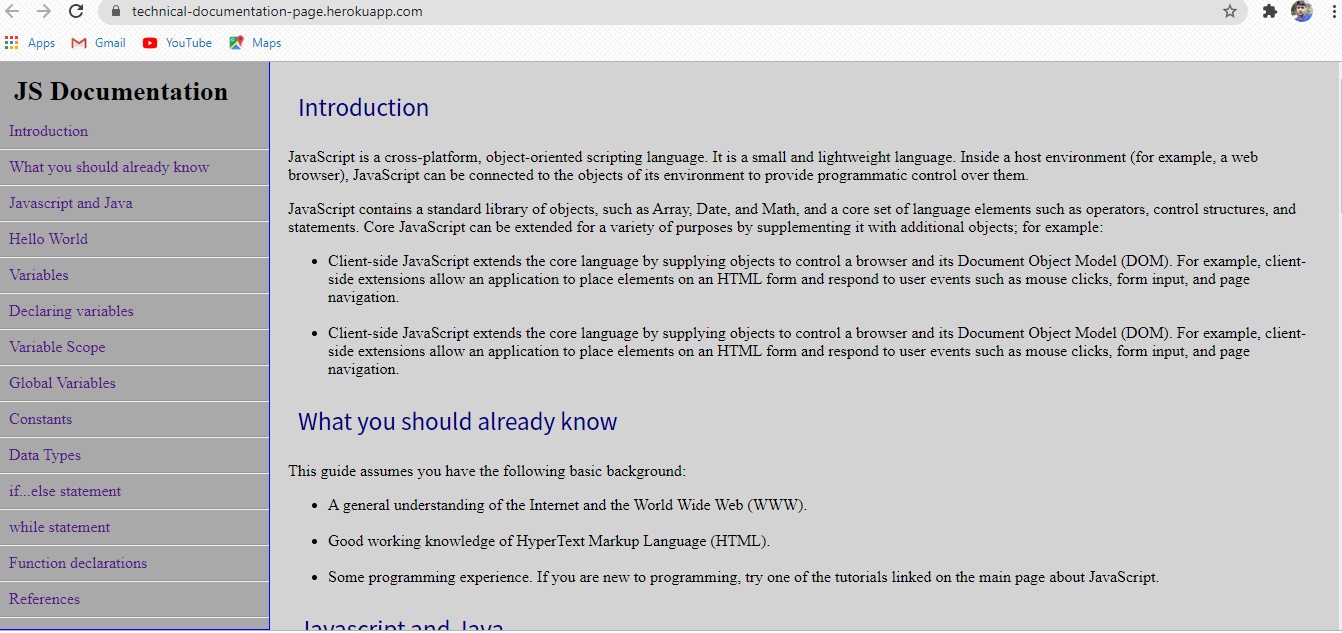 technical-documentation-page.herokuapp.com
Apps Gmail YouTube Maps
JS Documentation
Introduction
What you should already know
Javascript and Java
Hello World
Variables
Declaring variables
Variable Scope
Global Variables
Constants
Data Types
if...else statement
while statement
Function declarations
References
Introduction
JavaScript is a cross-platform, object-oriented scripting language. It is a small and lightweight language. Inside a host environment (for example, a web
browser), JavaScript can be connected to the objects of its environment to provide programmatic control over them.
JavaScript contains a standard library of objects, such as Array, Date, and Math, and a core set of language elements such as operators, control structures, and
statements. Core JavaScript can be extended for a variety of purposes by supplementing it with additional objects; for example:
• Client-side JavaScript extends the core language by supplying objects to control a browser and its Document Object Model (DOM). For example, client-
side extensions allow an application to place elements on an HTML form and respond to user events such as mouse clicks, form input, and page
navigation.
• Client-side JavaScript extends the core language by supplying objects to control a browser and its Document Object Model (DOM). For example, client-
side extensions allow an application to place elements on an HTML form and respond to user events such as mouse clicks, form input, and page
navigation.
What you should already know
This guide assumes you have the following basic background:
• A general understanding of the Internet and the World Wide Web (WWW).
• Good working knowledge of HyperText Markup Language (HTML).
• Some programming experience. If you are new to programming, try one of the tutorials linked on the main page about JavaScript.
Javascript and Java